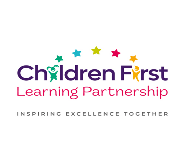 Children First
Learning Partnership
INSPIRING EXCELLENCE TOGETHER